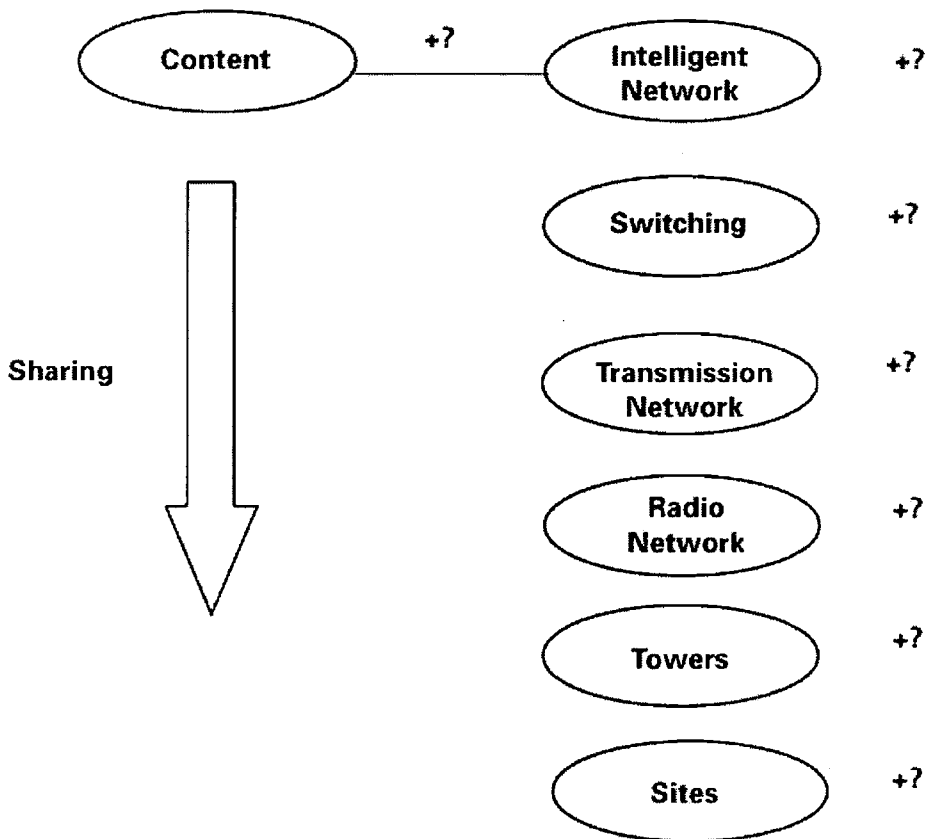 Content
+?
Intelligent
Network
+?
Switching
+?
Sharing
Transmission
Network
+?
Radio
Network
+?
Towers
+?
Sites
+?